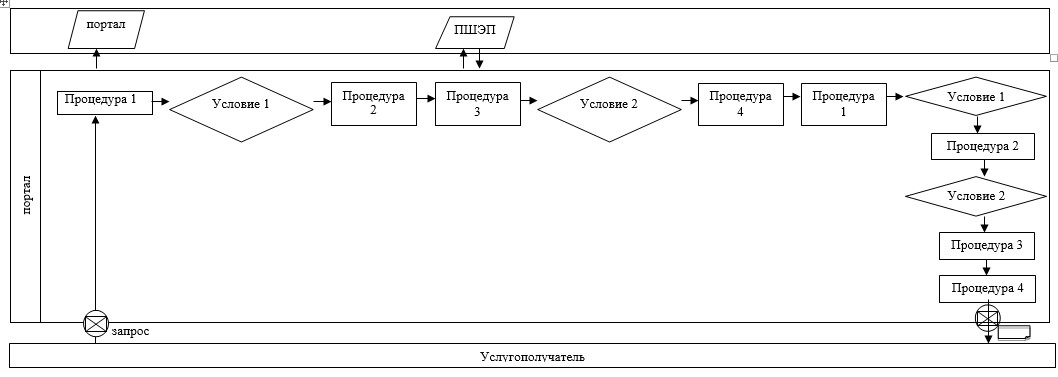 портал
ПШЭП
портал
Процедура 1
Условие 1
Процедура
2
Процедура
3
Условие 2
Процедура
4
Процедура
1
Условие 1
Процедура 2
Условие 2
Процедура 3
Процедура 4
запрос
Услугополучатель